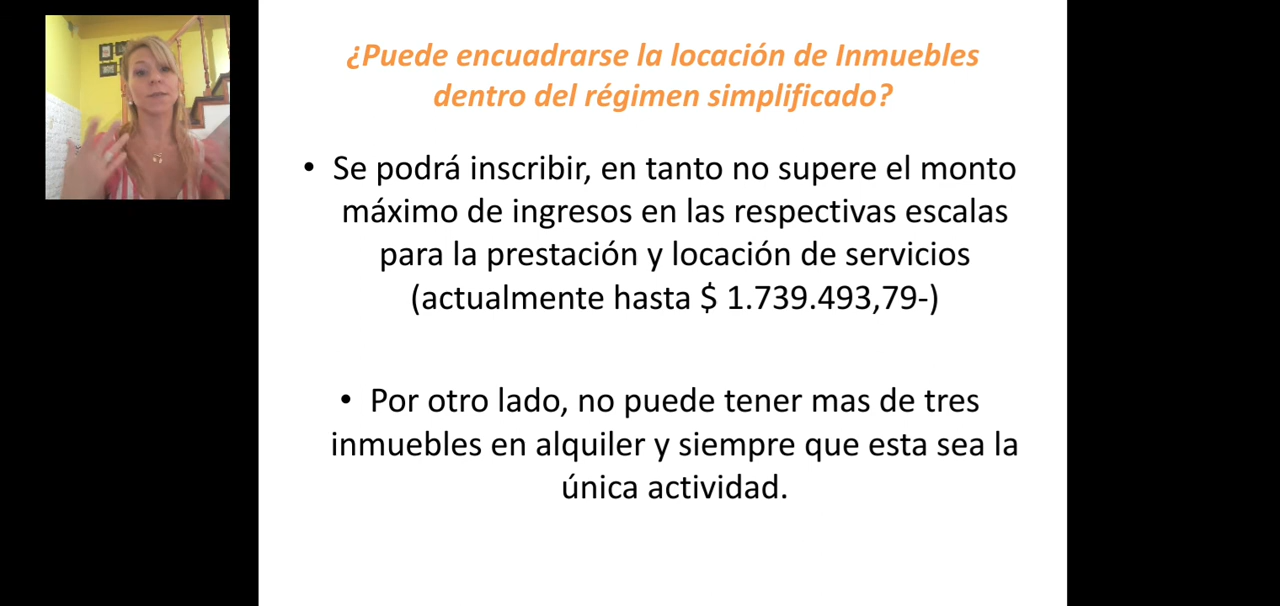 ¿Puede encuadrarse la locación de Inmuebles
dentro del régimen simplificado?
• Se podrá inscribir, en tanto no supere el monto
máximo de ingresos en las respectivas escalas
para la prestación y locación de servicios
(actualmente hasta $ 1.739.493,79-)
• Por otro lado, no puede tener mas de tres
inmuebles en alquiler y siempre que esta sea la
única actividad.